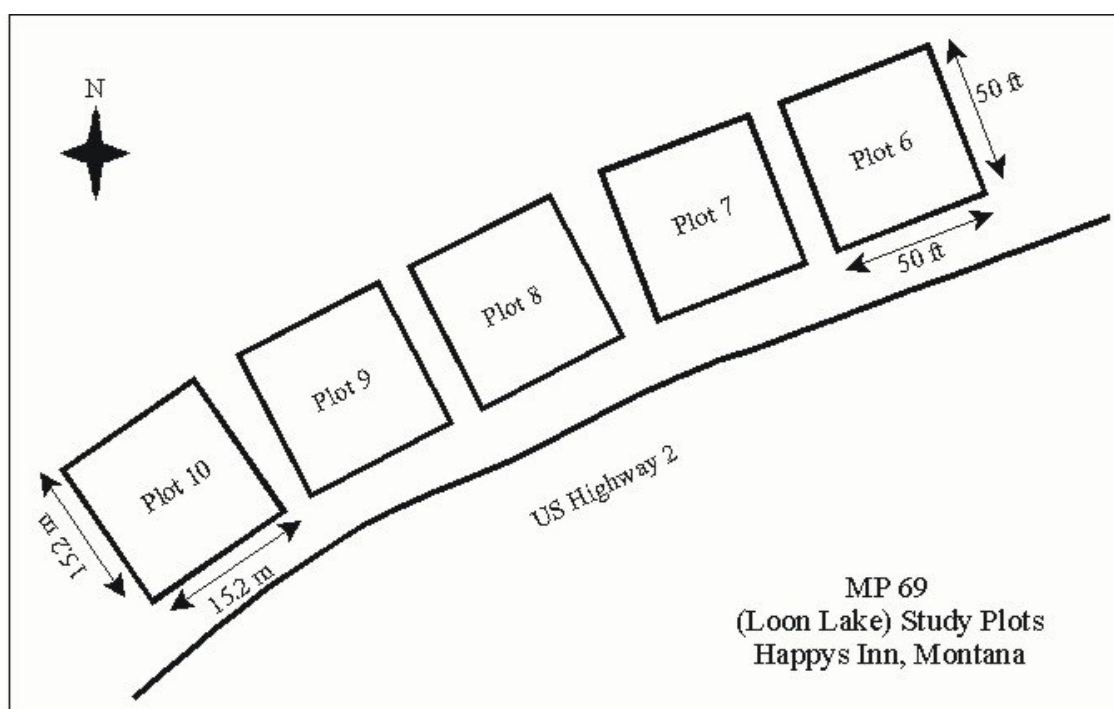 N
Plot 6
50 ft
50 ft
Plot 7
Plot 8
Plot 9
Plot 10
15.2 m
15.2 m
US Highway 2
MP 69
(Loon Lake) Study Plots
Happys Inn, Montana